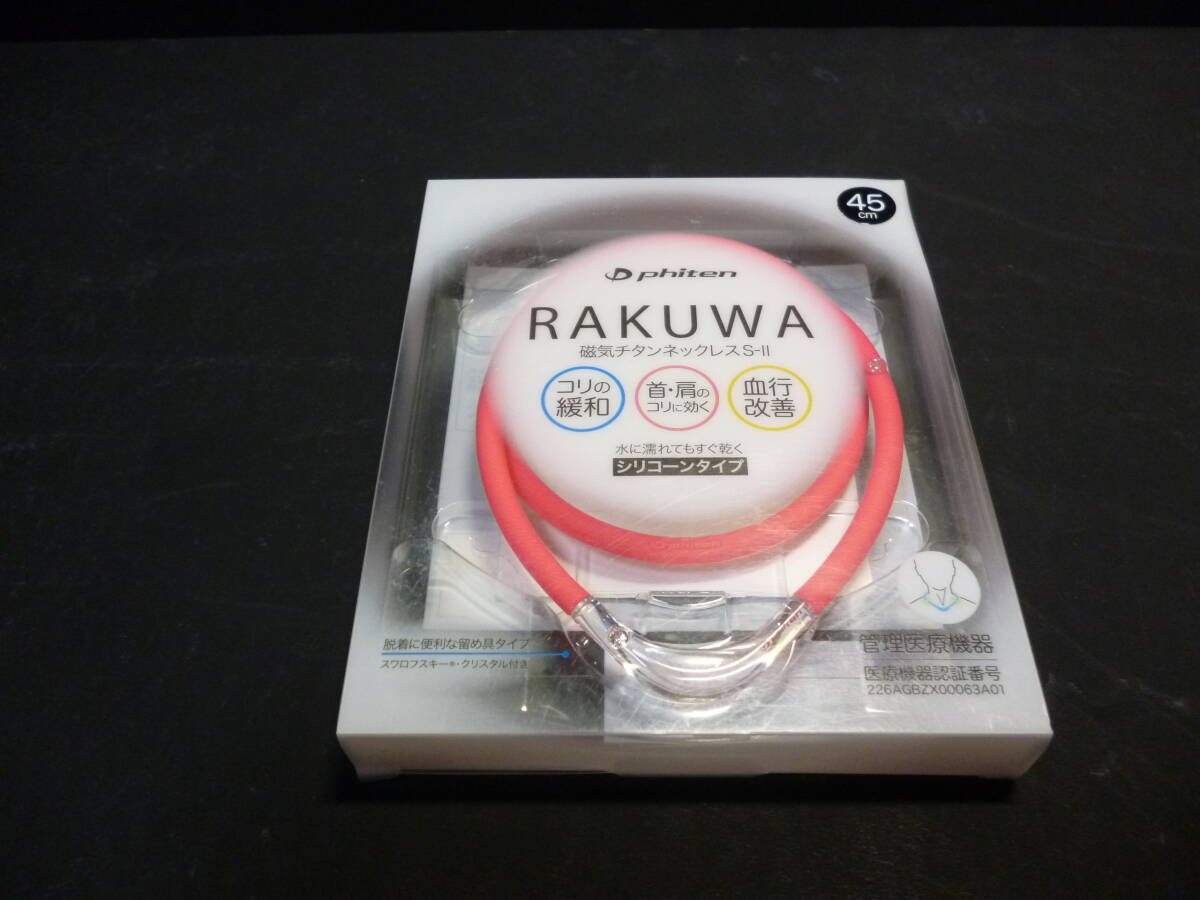 45
cm
phiten
RAKUWA
磁気チタンネックレスS-II
コリの
緩和
首・肩の
コリに効く
血行
改善
水に濡れてもすぐ乾く
シリコーンタイプ
脱着に便利な留め具タイプ
スワロフスキー®・クリスタル付き
管理医療機器
医療機器認証番号
226AGBZX00063A01